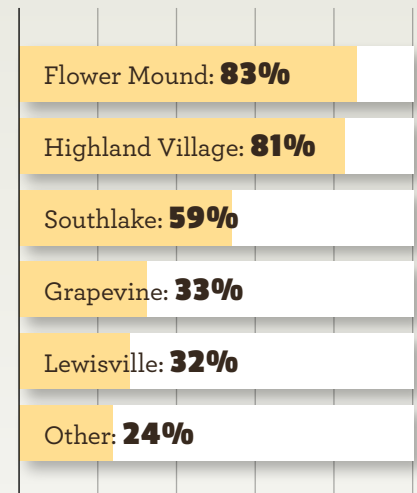 Flower Mound: 83%
Highland Village: 81%
Southlake: 59%
Grapevine: 33%
Lewisville: 32%
Other: 24%